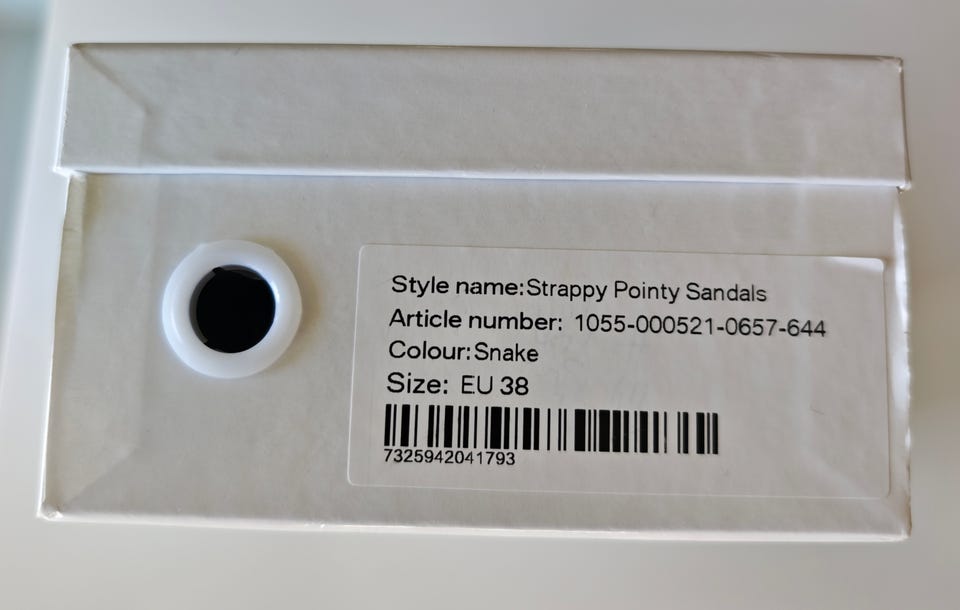 Style name:Strappy Pointy Sandals
Article number: 1055-000521-0657-644
Colour:Snake
Size: EU 38
7325942041793